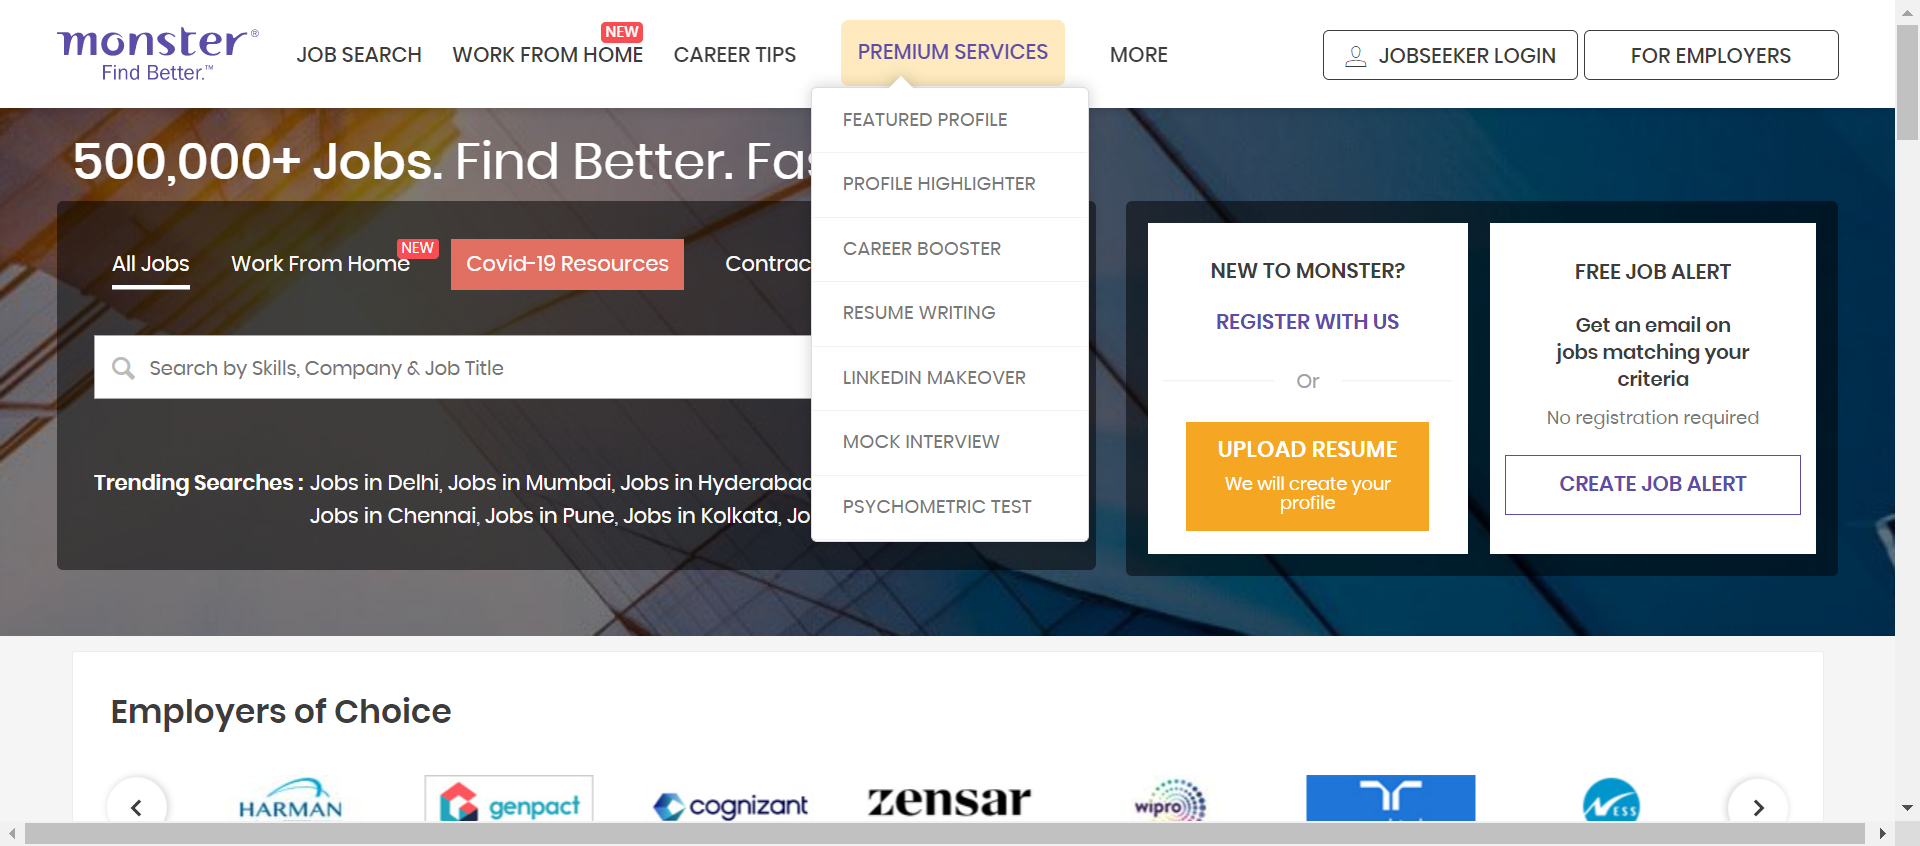 monster®
Find Better.™
JOB SEARCH
WORK FROM HOME
NEW
CAREER TIPS
PREMIUM SERVICES
MORE
JOBSEEKER LOGIN
FOR EMPLOYERS
FEATURED PROFILE
PROFILE HIGHLIGHTER
CAREER BOOSTER
RESUME WRITING
LINKEDIN MAKEOVER
MOCK INTERVIEW
PSYCHOMETRIC TEST
500,000+ Jobs. Find Better. Fas
All Jobs
Work From Home
NEW
Covid-19 Resources
Contrac
Search by Skills, Company & Job Title
Trending Searches : Jobs in Delhi, Jobs in Mumbai, Jobs in Hyderabad
Jobs in Chennai, Jobs in Pune, Jobs in Kolkata, Jo
NEW TO MONSTER?
REGISTER WITH US
Or
UPLOAD RESUME
We will create your
profile
FREE JOB ALERT
Get an email on
jobs matching your
criteria
No registration required
CREATE JOB ALERT
Employers of Choice
HARMAN
genpact
cognizant
zensar
wipro
NESS